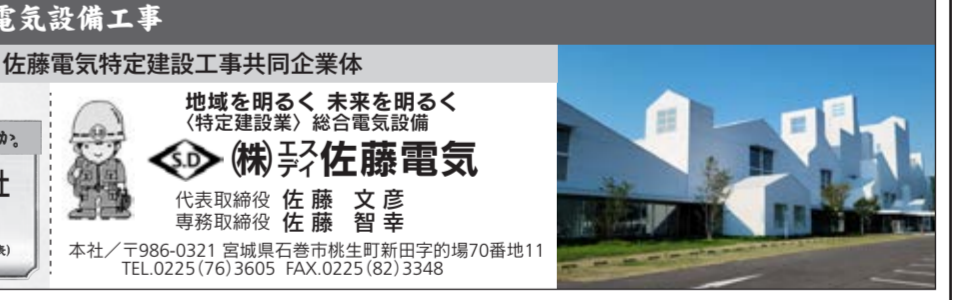 電気設備工事
佐藤電気特定建設工事共同企業体
か。
社
表)
地域を明るく 未来を明るく
〈特定建設業〉総合電気設備
S.D ㈱エスディ佐藤電気
代表取締役 佐藤 文彦
専務取締役 佐藤 智幸
本社／〒986-0321 宮城県石巻市桃生町新田字的場70番地11
TEL.0225(76)3605 FAX.0225(82)3348